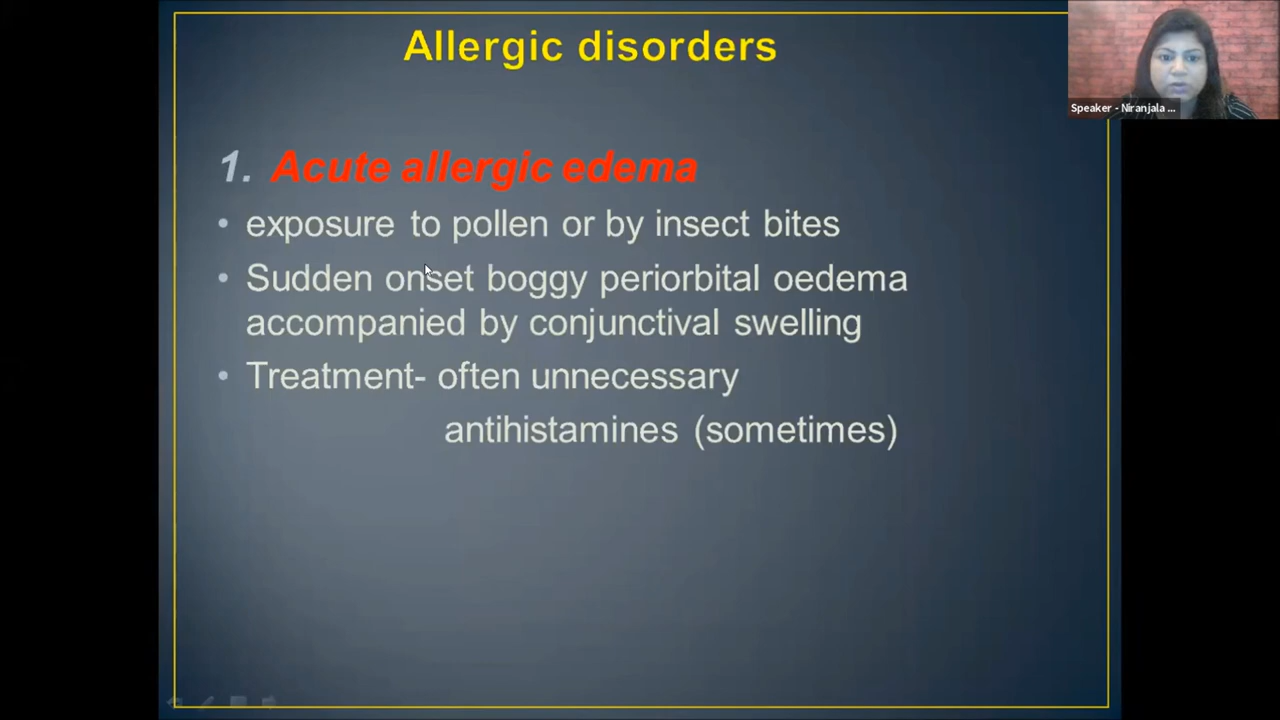 Allergic disorders
Speaker - Niranjala ...
1. Acute allergic edema
• exposure to pollen or by insect bites
• Sudden onset boggy periorbital oedema
accompanied by conjunctival swelling
• Treatment- often unnecessary
antihistamines (sometimes)